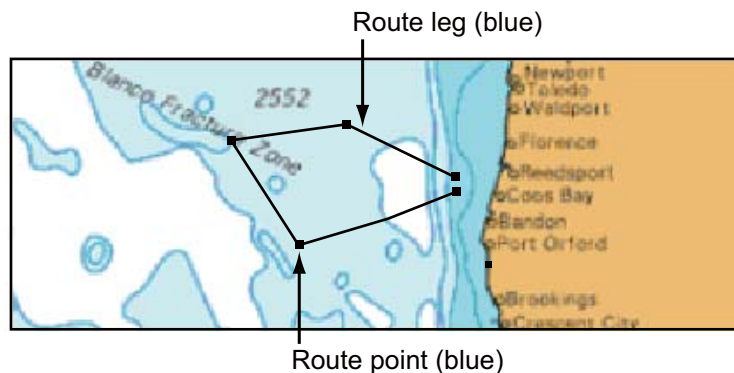 Route leg (blue)
Blanco Fracture Zone
2552
Newport
Toledo
Waldport
Florence
Reedsport
Coos Bay
Bandon
Port Orford
Brookings
Crescent City
Route point (blue)